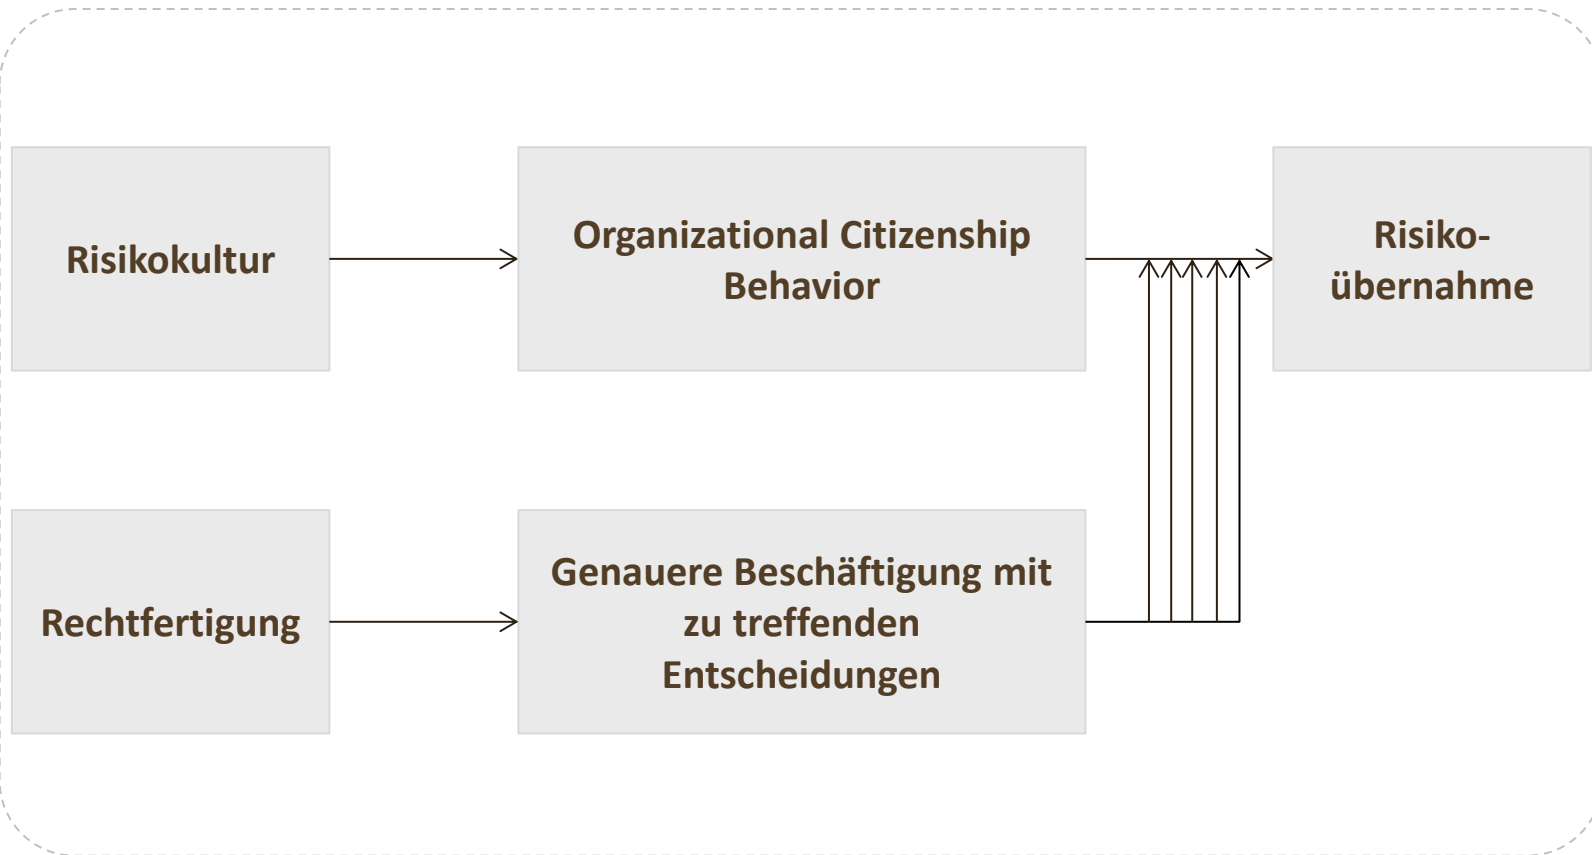 Risikokultur
Organizational Citizenship
Behavior
Risiko-
übernahme
Rechtfertigung
Genauere Beschäftigung mit
zu treffenden
Entscheidungen